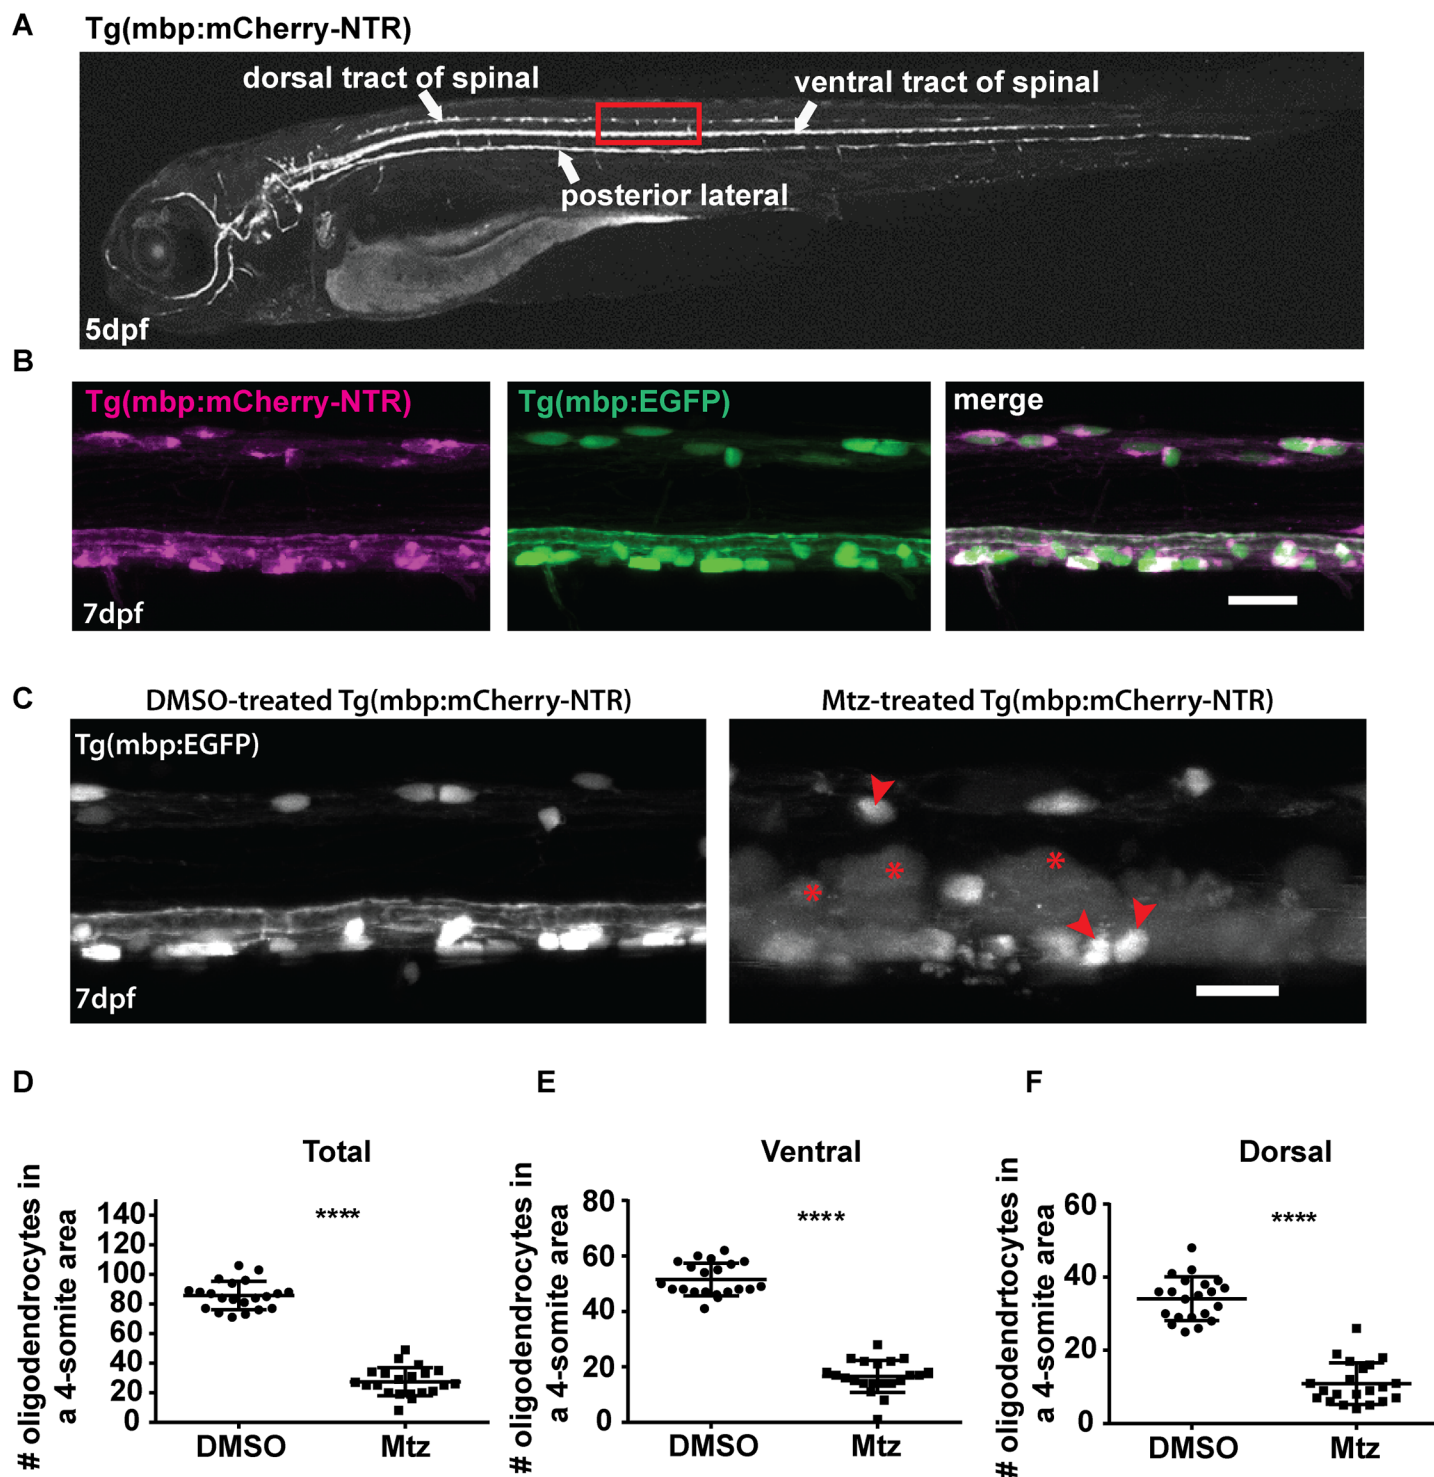 A
Tg(mbp:mCherry-NTR)
dorsal tract of spinal
ventral tract of spinal
posterior lateral
5dpf
B
Tg(mbp:mCherry-NTR)
Tg(mbp:EGFP)
merge
7dpf
C
DMSO-treated Tg(mbp:mCherry-NTR)
Mtz-treated Tg(mbp:mCherry-NTR)
Tg(mbp:EGFP)
* * *
7dpf
D
Total
# oligodendrocytes in
a 4-somite area
140
120
100
80
60
40
20
0
****
DMSO
Mtz
E
Ventral
# oligodendrocytes in
a 4-somite area
80
60
40
20
0
****
DMSO
Mtz
F
Dorsal
# oligodendrtocytes in
a 4-somite area
60
40
20
0
****
DMSO
Mtz